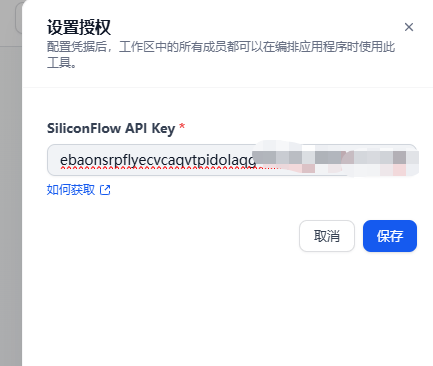 设置授权
配置凭据后，工作区中的所有成员都可以在编排应用程序时使用此
工具。
SiliconFlow API Key *
如何获取
取消
保存